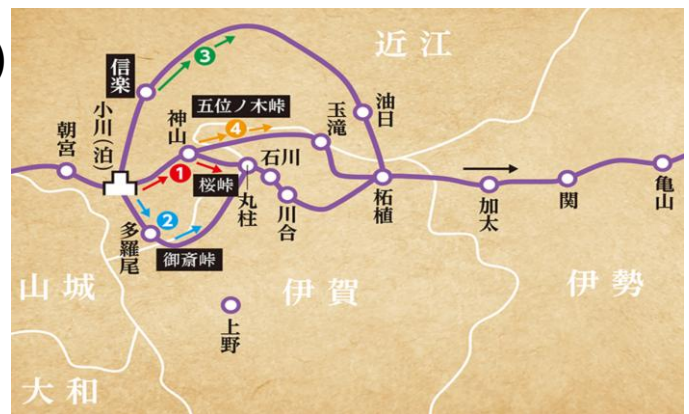 )
近江
信楽
③
五位ノ木峠
油日
玉滝
小川(泊)
神山
④
朝宮
①
桜峠
石川
丸柱
川合
柘植
加太
関
亀山
②
多羅尾
御斎峠
山城
伊賀
伊勢
上野
大和